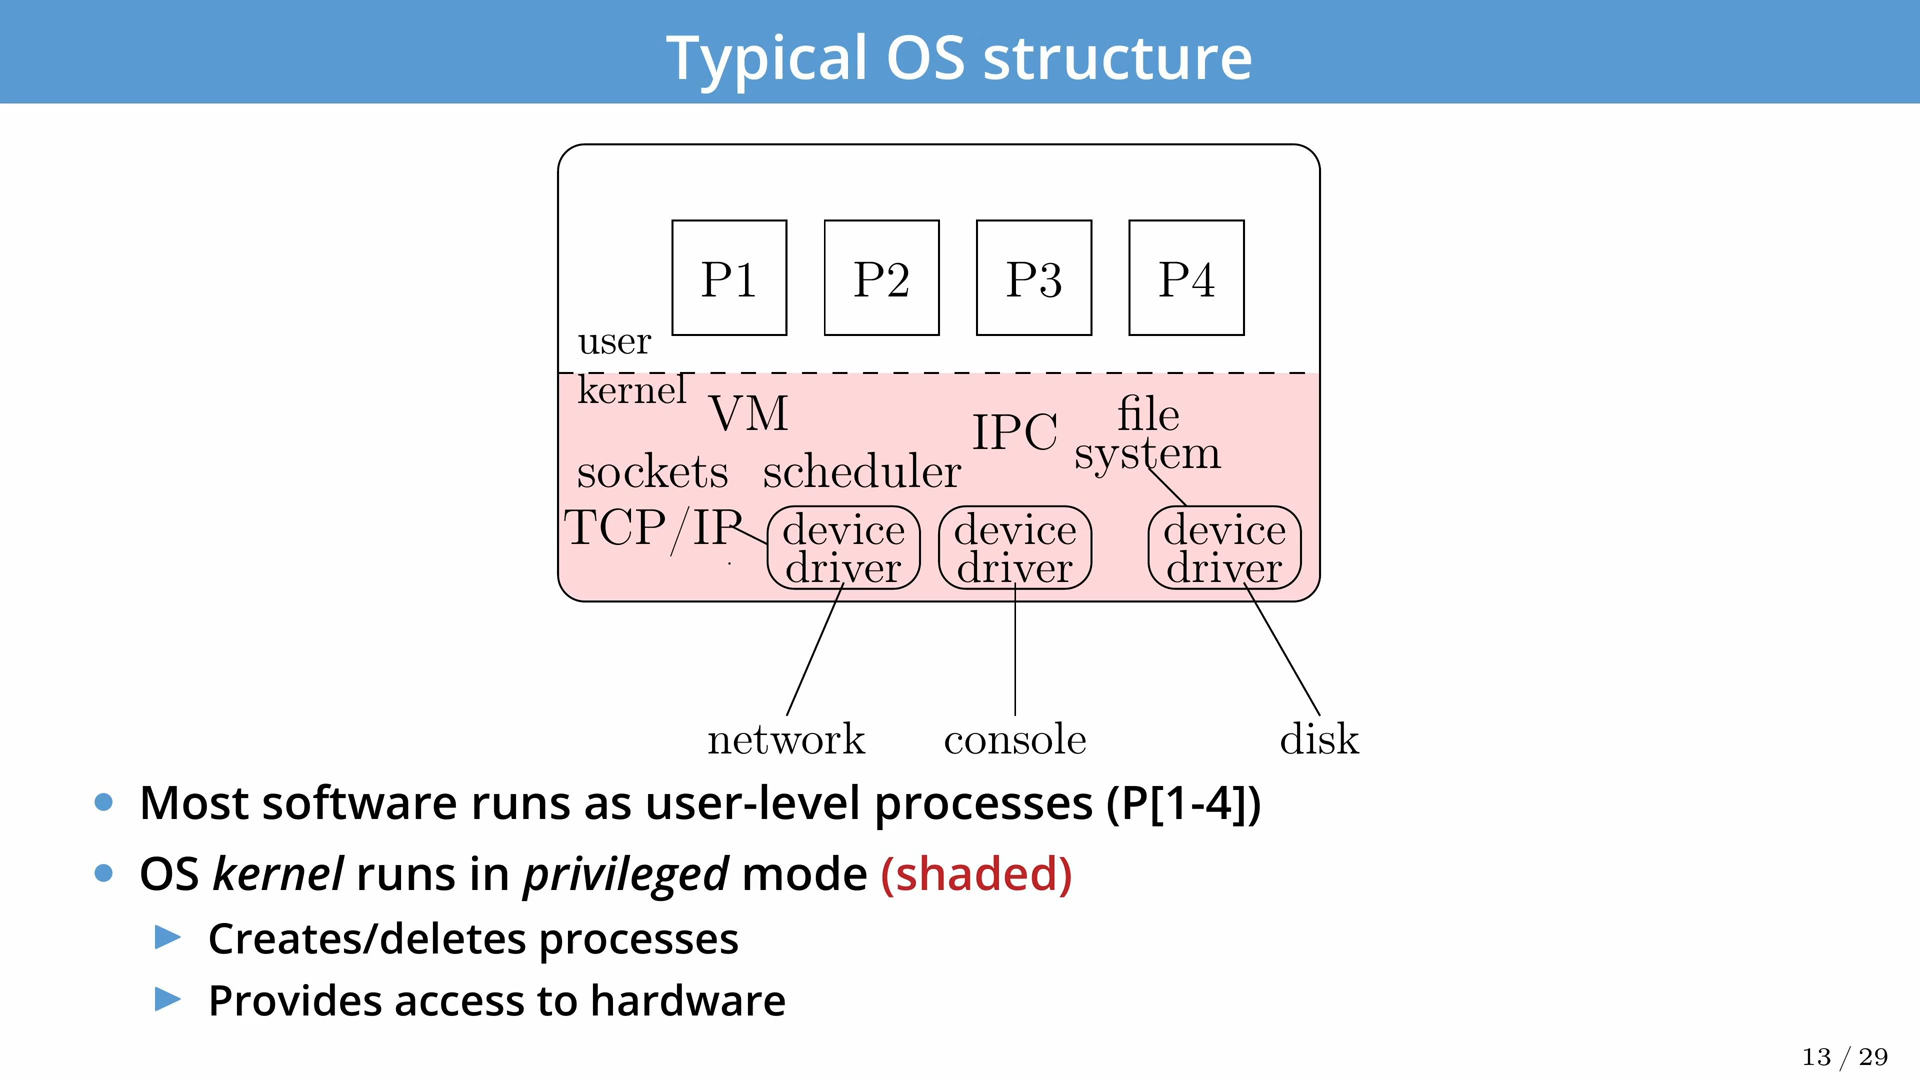 Typical OS structure
P1 P2 P3 P4
user
kernel
VM
IPC
file
system
sockets scheduler
TCP/IP
device
driver
device
driver
device
driver
network console disk
Most software runs as user-level processes (P[1-4])
OS kernel runs in privileged mode (shaded)
Creates/deletes processes
Provides access to hardware
13 / 29